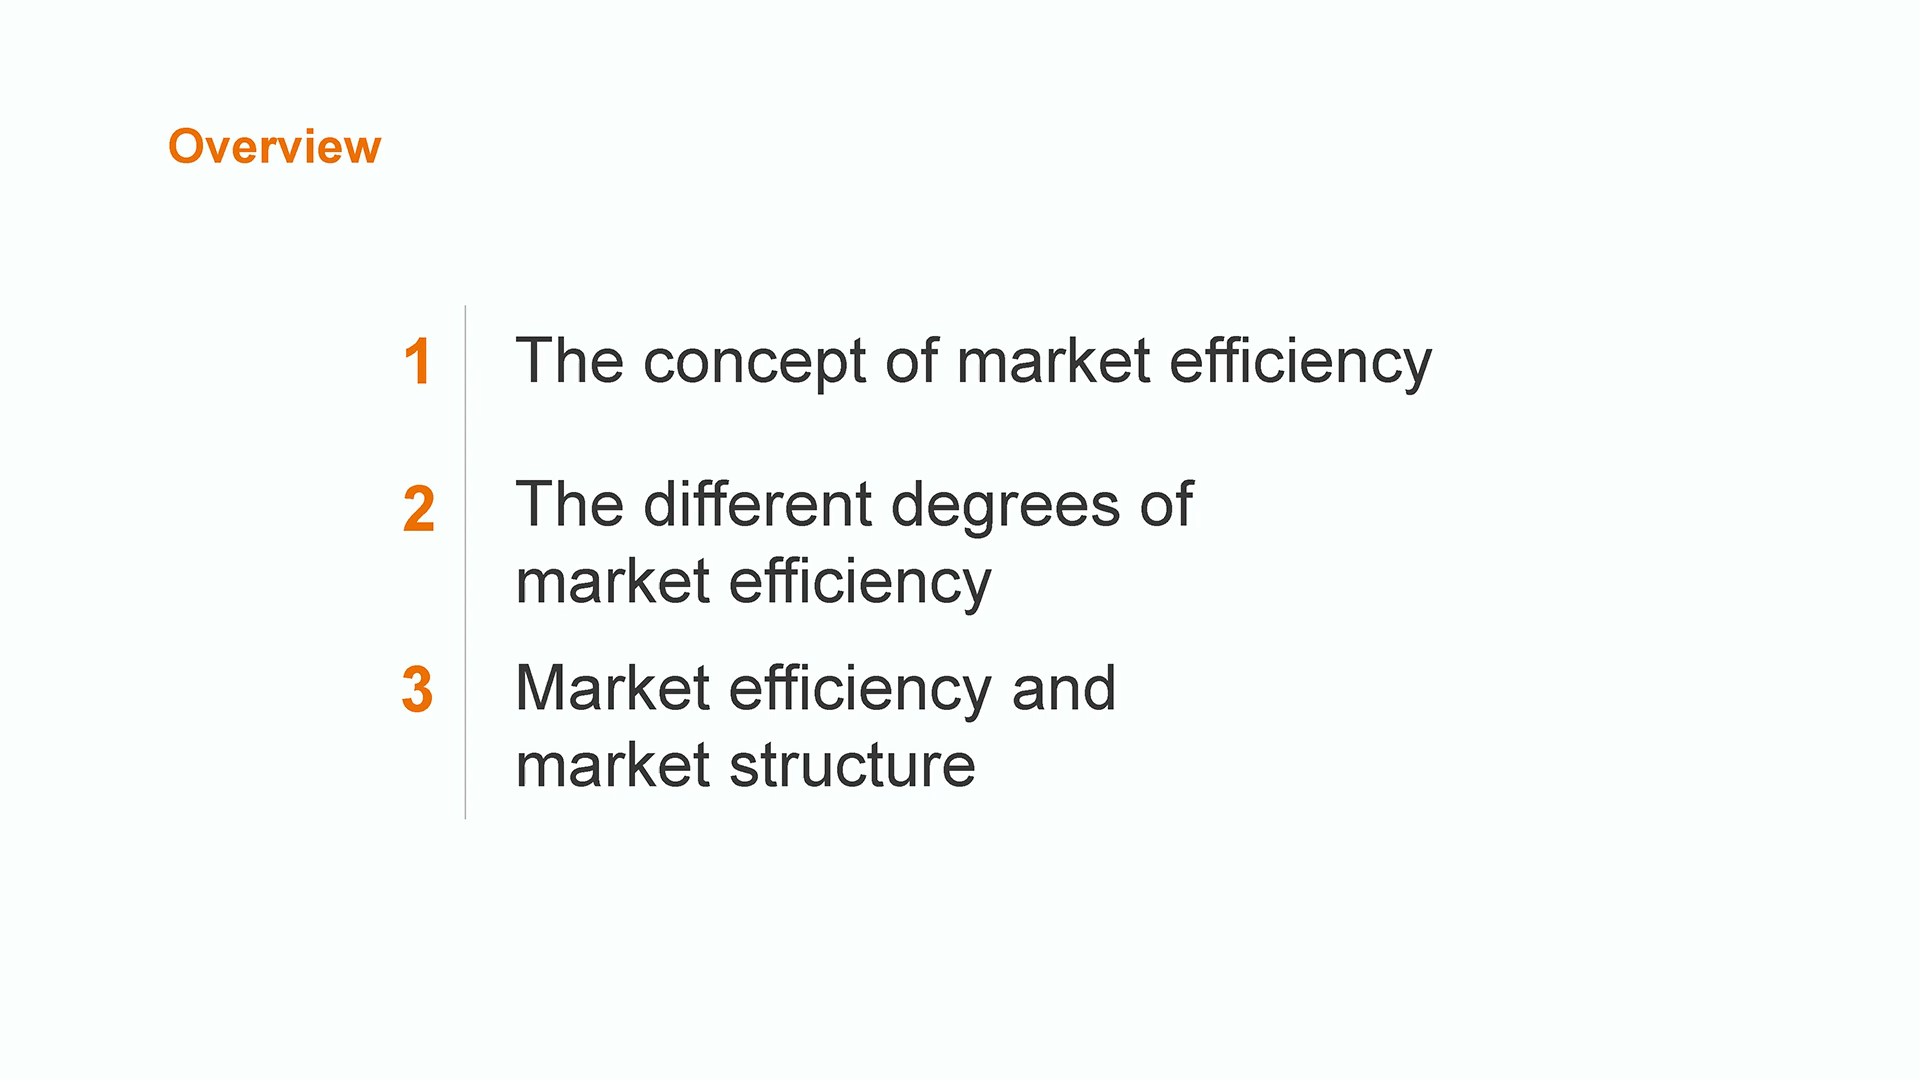 Overview
1 The concept of market efficiency
2 The different degrees of
market efficiency
3 Market efficiency and
market structure